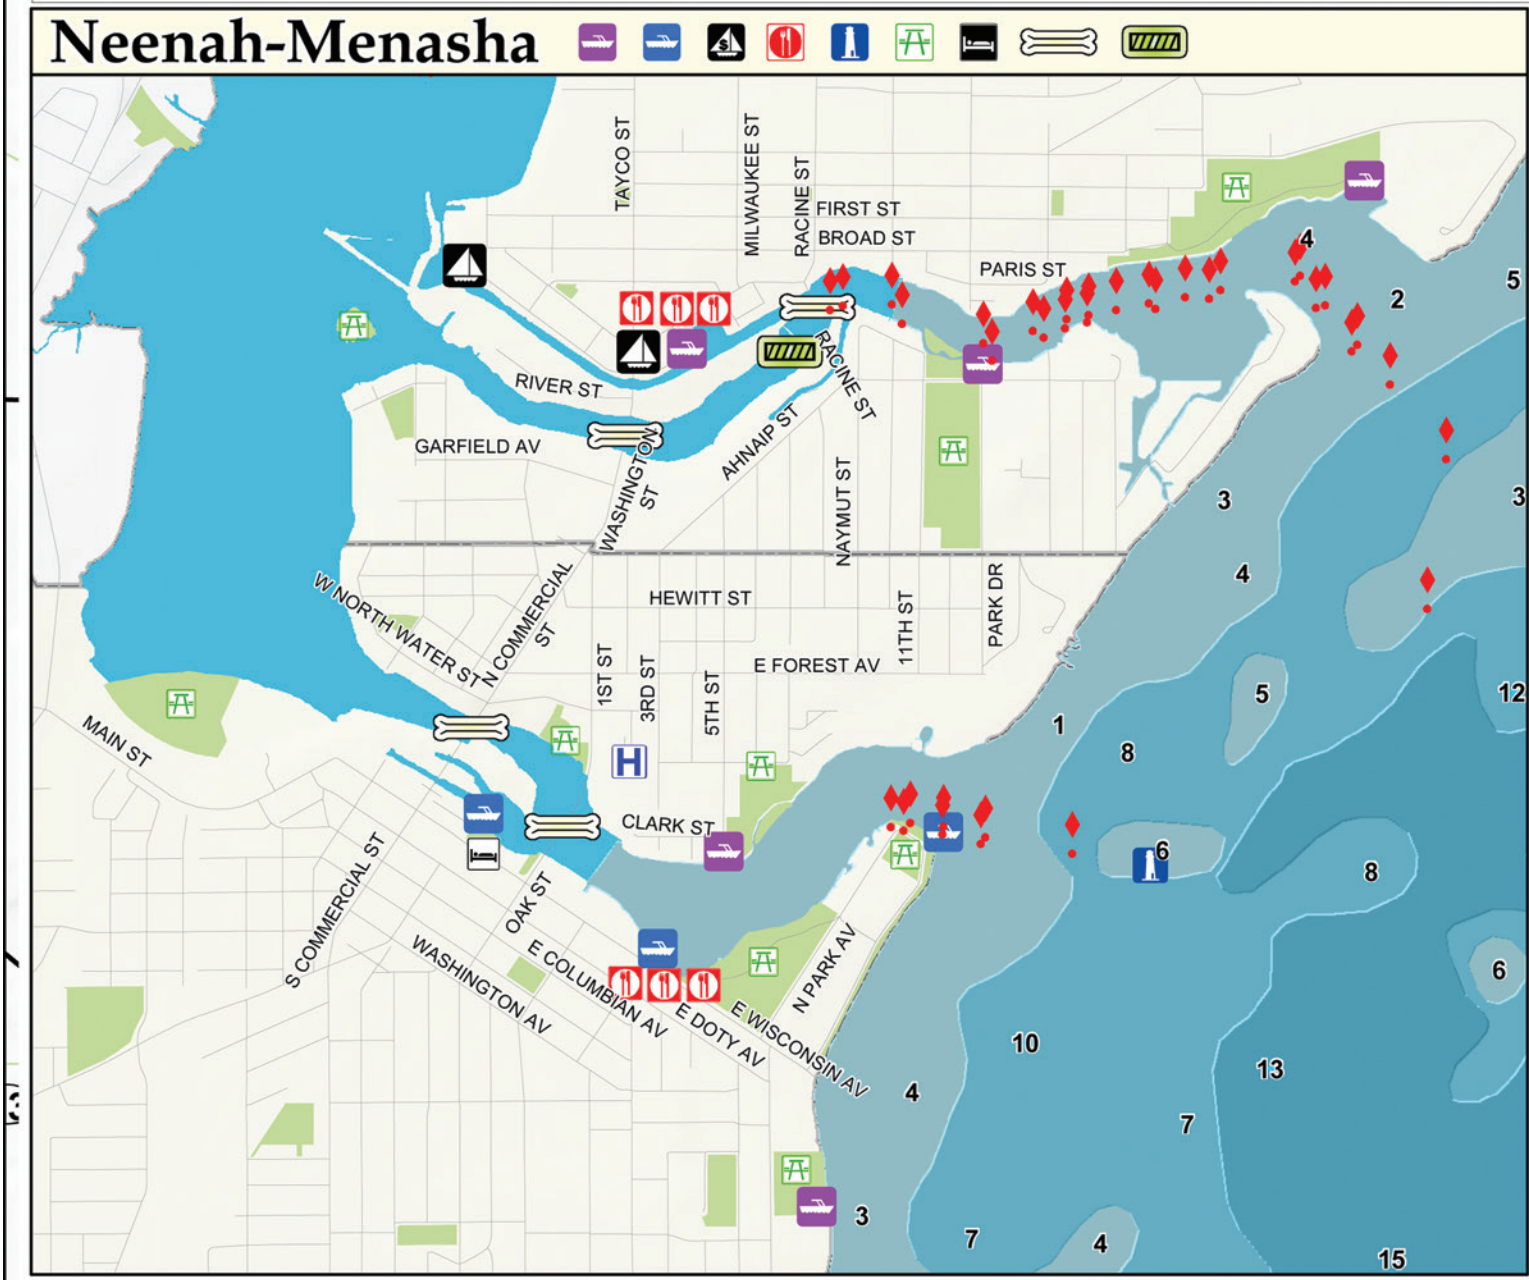 Neenah-Menasha
$
TAYCO ST
MILWAUKEE ST
RACINE ST
FIRST ST
BROAD ST
4
PARIS ST
5
2
RACINE ST
RIVER ST
AHNAIP ST
GARFIELD AV
WASHINGTON
ST
NAYMUT ST
3
3
4
W NORTH WATER ST
N COMMERCIAL
ST
HEWITT ST
11TH ST
PARK DR
1ST ST
3RD ST
5TH ST
E FOREST AV
5
12
1
MAIN ST
8
H
CLARK ST
6
8
S COMMERCIAL ST
OAK ST
WASHINGTON AV
E COLUMBIAN AV
E DOTY AV
E WISCONSIN AV
N PARK AV
6
10
13
4
7
3
7
4
15